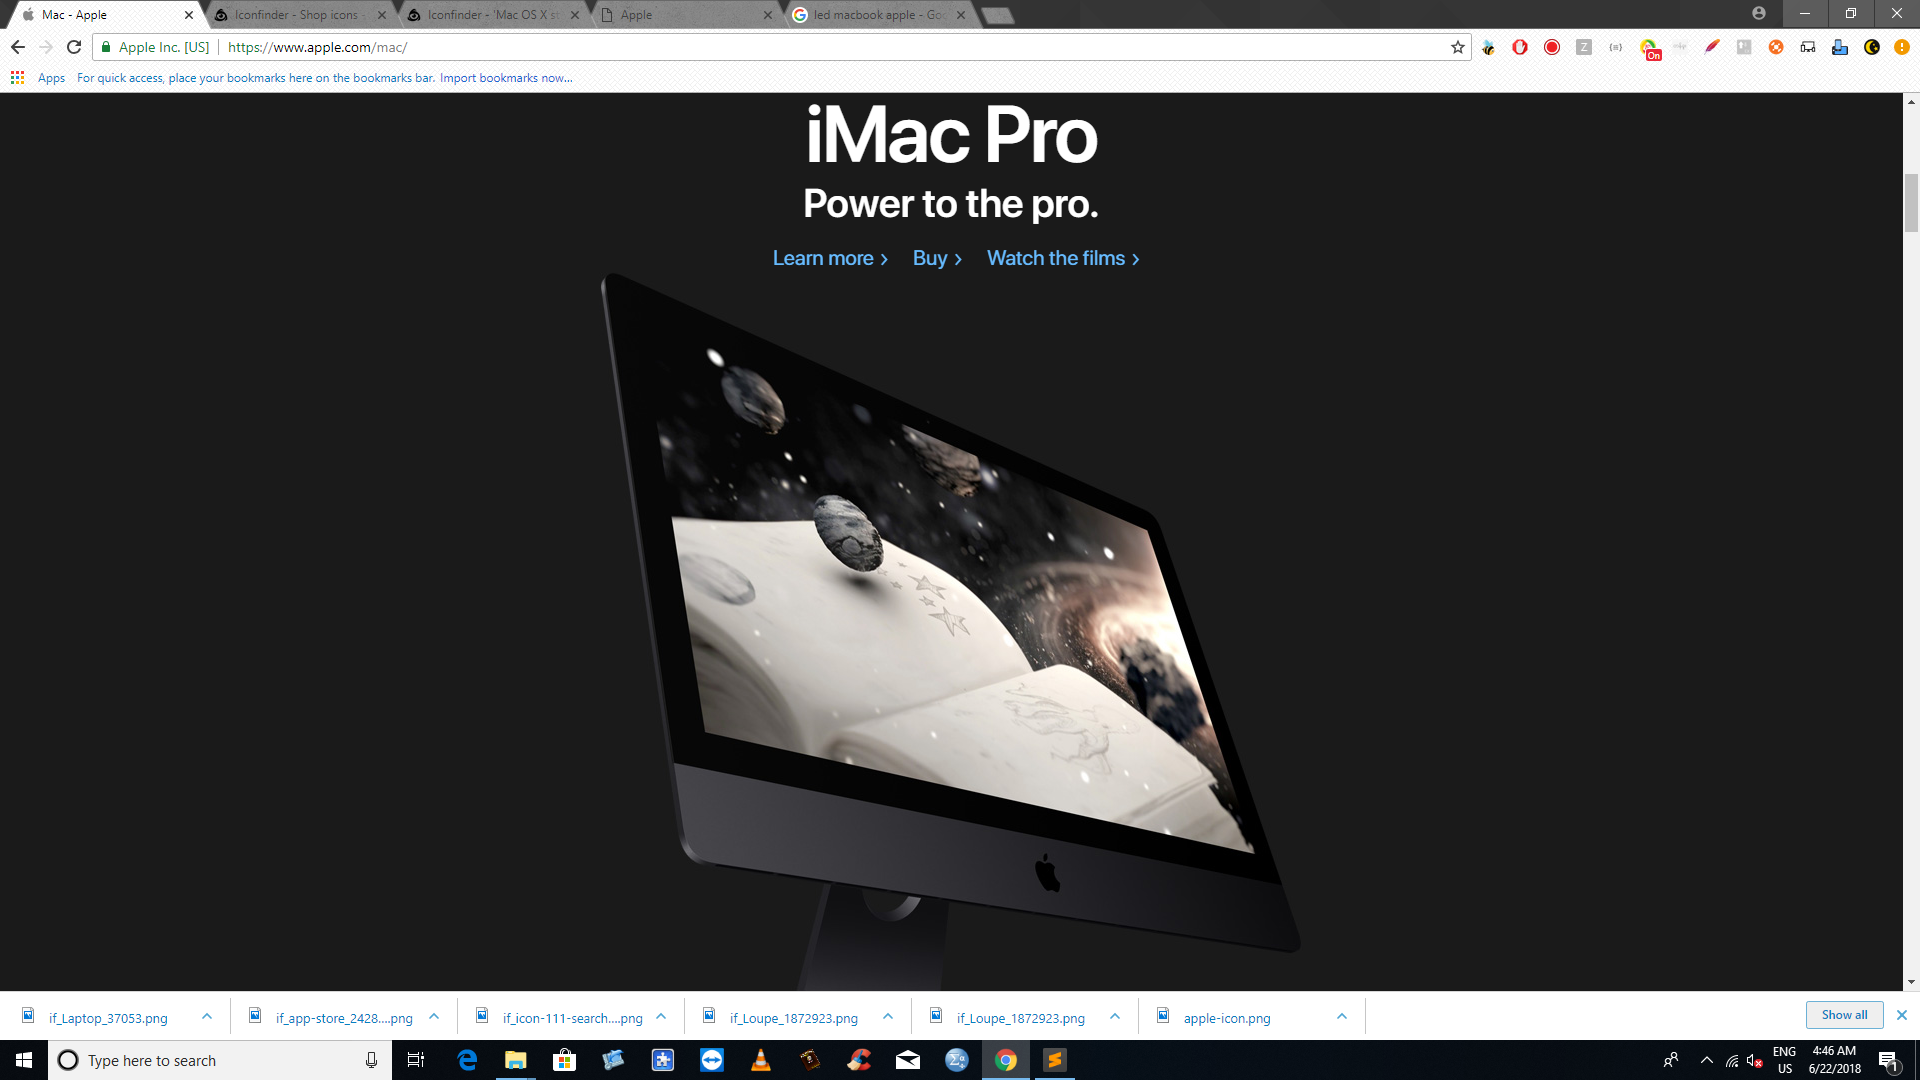 Mac - Apple
Iconfinder - Shop icons -
Iconfinder - 'Mac OS X st
Apple
led macbook apple - Goo
Apple Inc. [US]
https://www.apple.com/mac/
On
Apps
For quick access, place your bookmarks here on the bookmarks bar. Import bookmarks now...
iMac Pro
Power to the pro.
Learn more ›
Buy ›
Watch the films ›
if_Laptop_37053.png
if_app-store_2428....png
if_icon-111-search....png
if_Loupe_1872923.png
if_Loupe_1872923.png
apple-icon.png
Show all
Type here to search
ENG
US
4:46 AM
6/22/2018
1